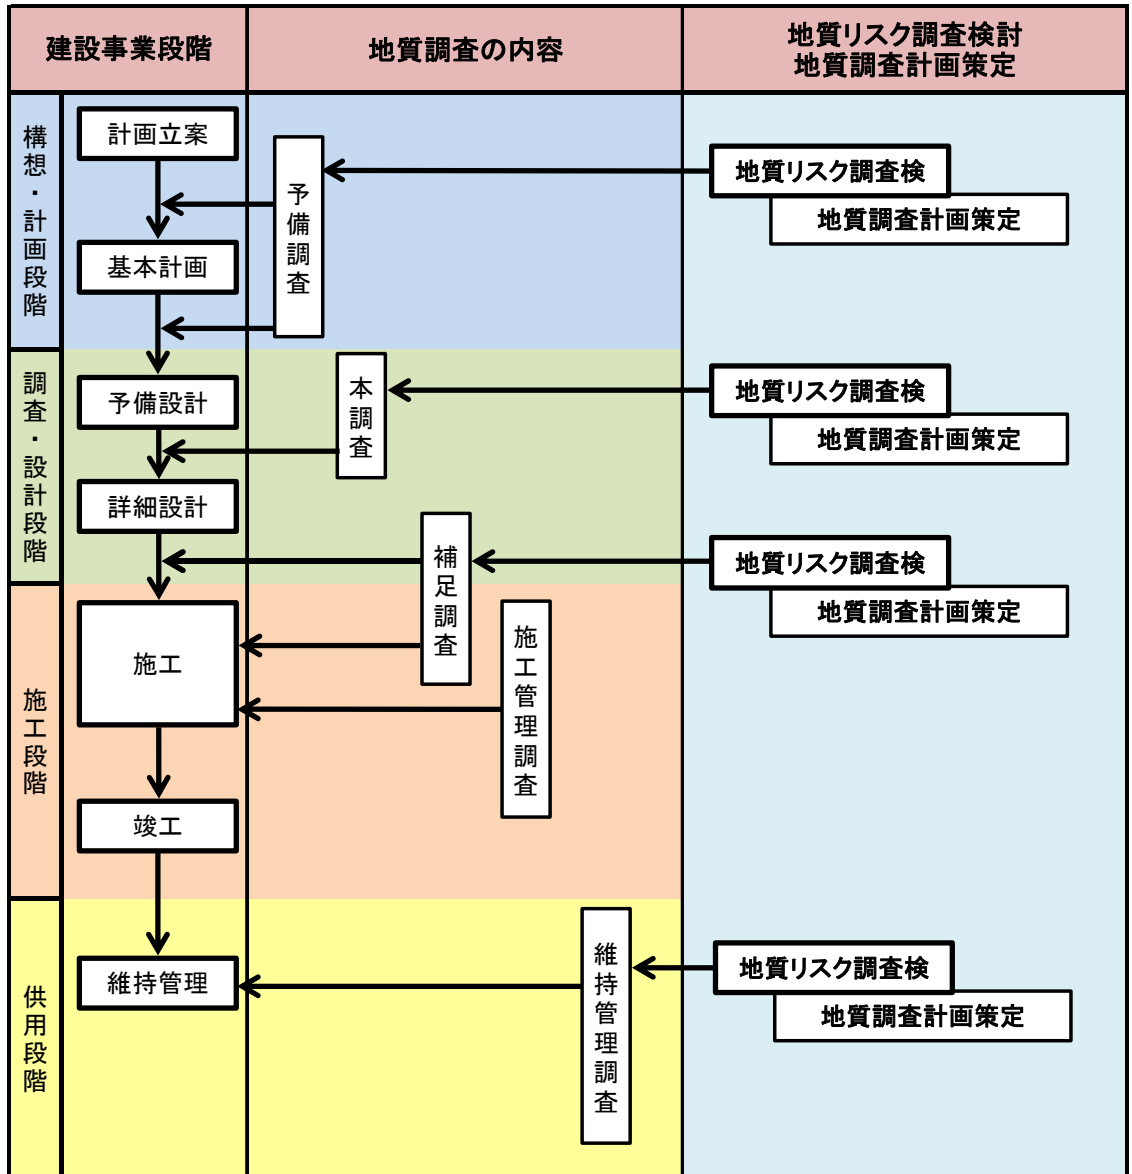 建設事業段階
地質調査の内容
地質リスク調査検討
地質調査計画策定
構想・計画段階
計画立案
基本計画
予備調査
地質リスク調査検
地質調査計画策定
調査・設計段階
予備設計
詳細設計
本調査
地質リスク調査検
地質調査計画策定
補足調査
地質リスク調査検
地質調査計画策定
施工段階
施工
竣工
施工管理調査
供用段階
維持管理
維持管理調査
地質リスク調査検
地質調査計画策定